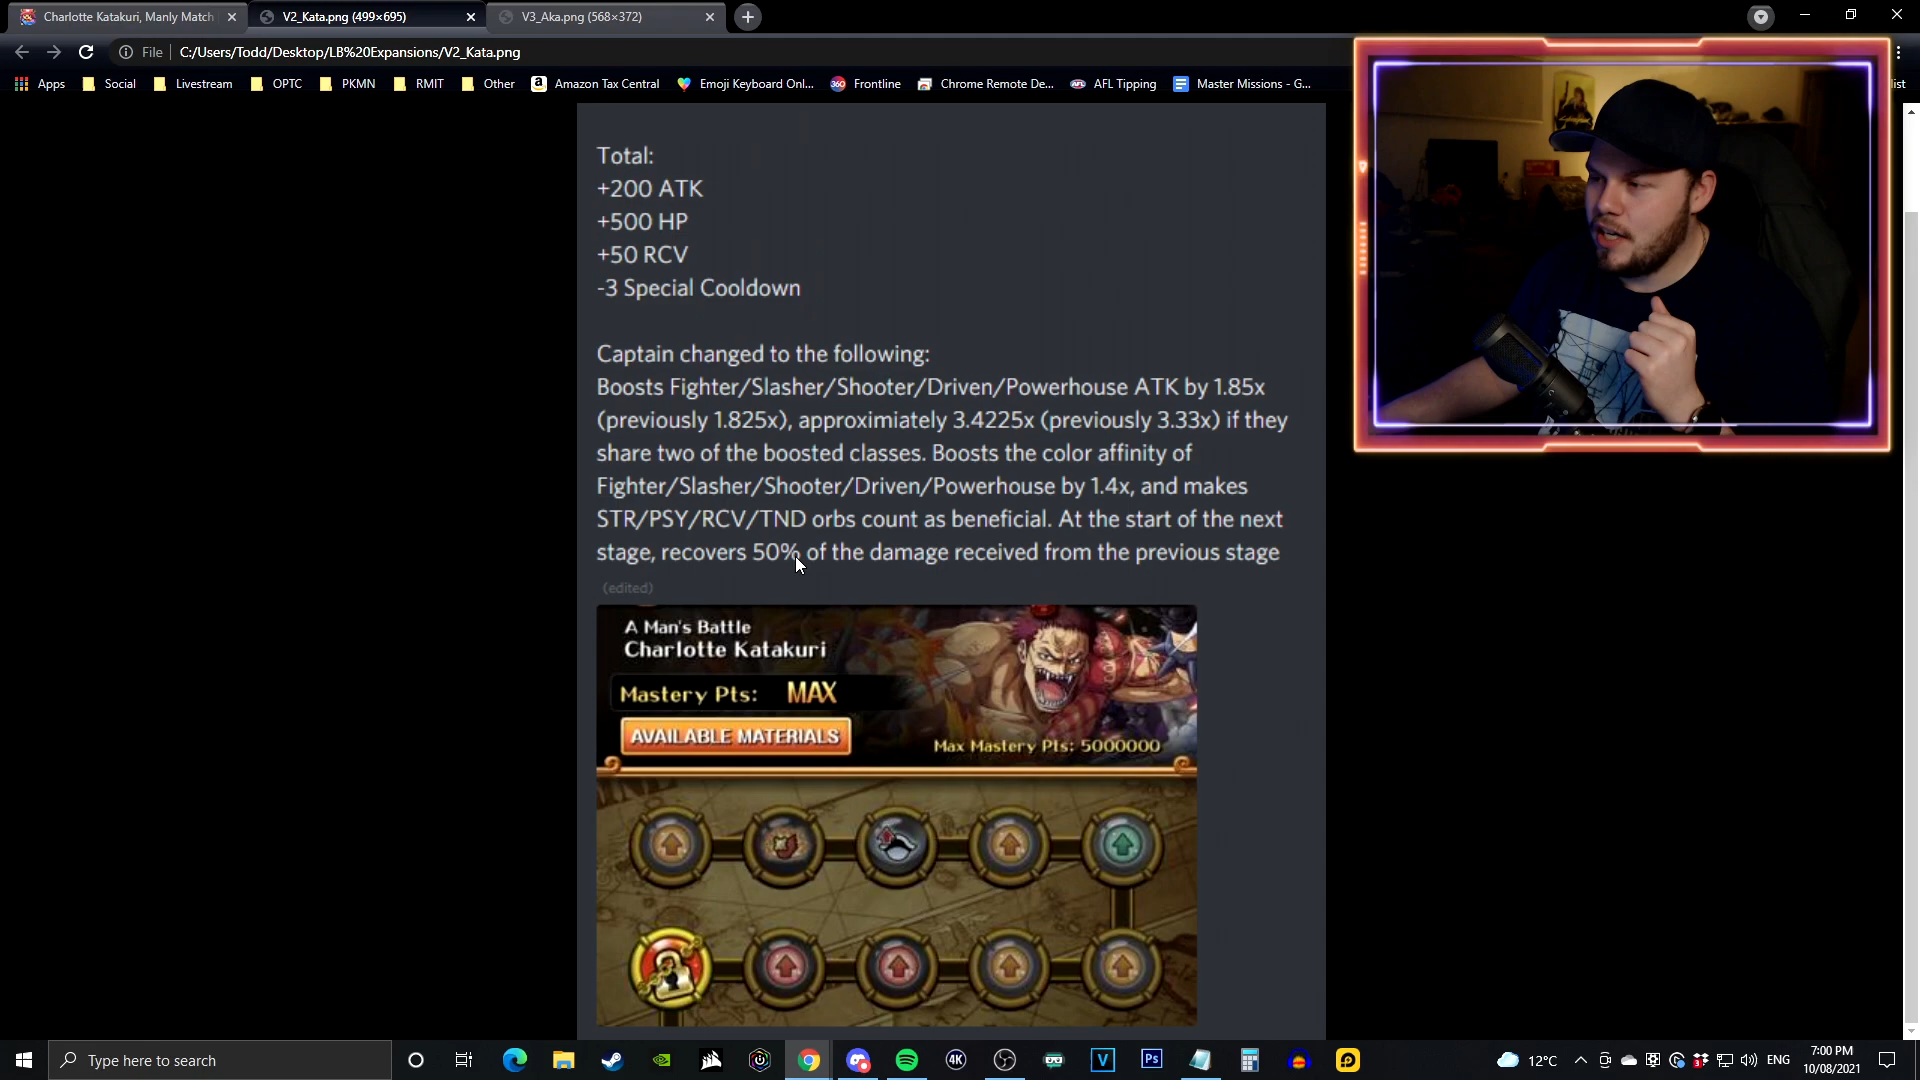 Charlotte Katakuri, Manly Match
V2_Kata.png (499×695)
V3_Aka.png (568×372)
File
C:/Users/Todd/Desktop/LB%20Expansions/V2_Kata.png
Apps
Social
Livestream
OPTC
PKMN
RMIT
Other
Amazon Tax Central
Emoji Keyboard Onl...
Frontline
Chrome Remote De...
AFL Tipping
Master Missions - G...
list
Total:
+200 ATK
+500 HP
+50 RCV
-3 Special Cooldown
Captain changed to the following:
Boosts Fighter/Slasher/Shooter/Driven/Powerhouse ATK by 1.85x
(previously 1.825x), approximiately 3.4225x (previously 3.33x) if they
share two of the boosted classes. Boosts the color affinity of
Fighter/Slasher/Shooter/Driven/Powerhouse by 1.4x, and makes
STR/PSY/RCV/TND orbs count as beneficial. At the start of the next
stage, recovers 50% of the damage received from the previous stage
(edited)
A Man's Battle
Charlotte Katakuri
Mastery Pts: MAX
AVAILABLE MATERIALS
Max Mastery Pts: 5000000
Type here to search
4K
V
Ps
12°C
ENG
7:00 PM
10/08/2021